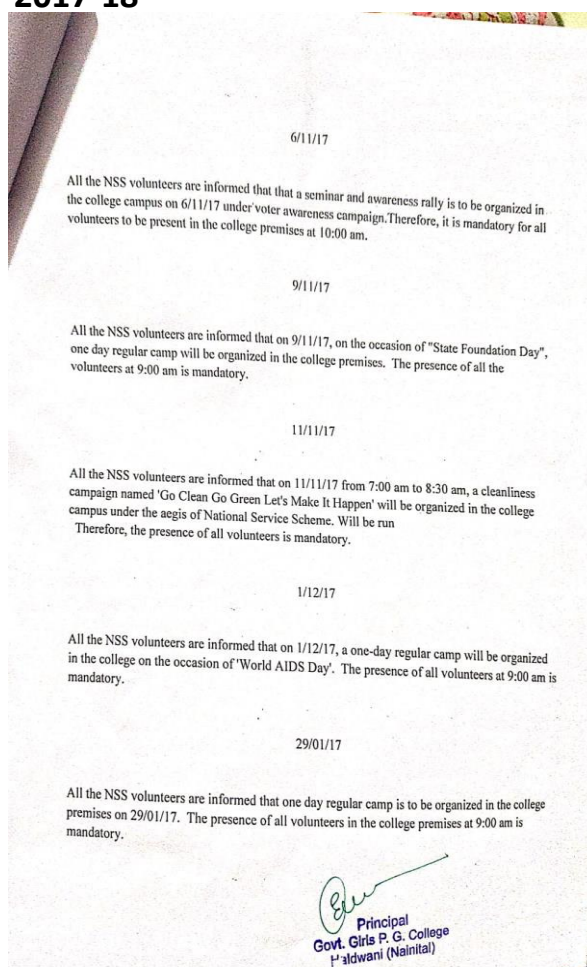 2017-18
6/11/17
All the NSS volunteers are informed that that a seminar and awareness rally is to be organized in
the college campus on 6/11/17 under voter awareness campaign.Therefore, it is mandatory for all
volunteers to be present in the college premises at 10:00 am.
9/11/17
All the NSS volunteers are informed that on 9/11/17, on the occasion of "State Foundation Day",
one day regular camp will be organized in the college premises. The presence of all the
volunteers at 9:00 am is mandatory.
11/11/17
All the NSS volunteers are informed that on 11/11/17 from 7:00 am to 8:30 am, a cleanliness
campaign named 'Go Clean Go Green Let's Make It Happen' will be organized in the college
campus under the aegis of National Service Scheme. Will be run
Therefore, the presence of all volunteers is mandatory.
1/12/17
All the NSS volunteers are informed that on 1/12/17, a one-day regular camp will be organized
in the college on the occasion of 'World AIDS Day'. The presence of all volunteers at 9:00 am is
mandatory.
29/01/17
All the NSS volunteers are informed that one day regular camp is to be organized in the college
premises on 29/01/17. The presence of all volunteers in the college premises at 9:00 am is
mandatory.
Principal
Govt. Girls P. G. College
Haldwani (Nainital)